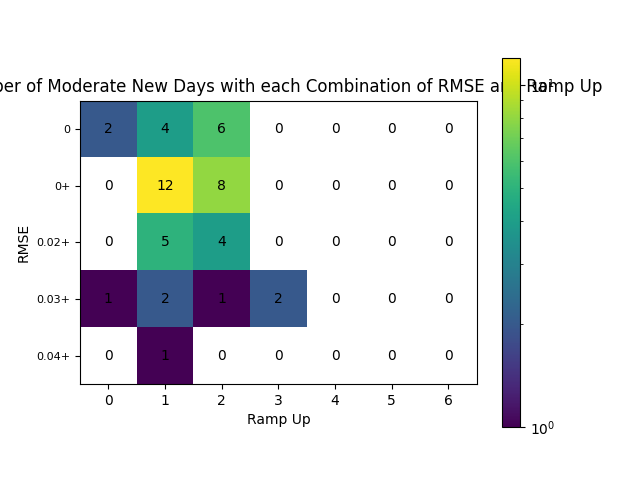 ber of Moderate New Days with each Combination of RMSE and Ramp Up
10¹
0 2 4 6 0 0 0 0
0+ 0 12 8 0 0 0 0
0.02+ 0 5 4 0 0 0 0
0.03+ 1 2 1 2 0 0 0
0.04+ 0 1 0 0 0 0 0
RMSE
0 1 2 3 4 5 6
Ramp Up
10⁰